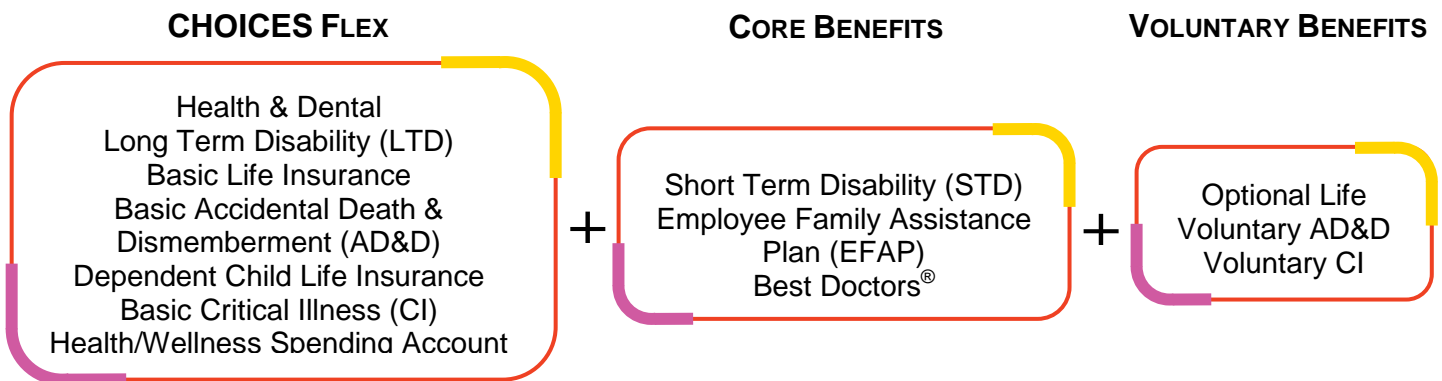 CHOICES FLEX
Health & Dental
Long Term Disability (LTD)
Basic Life Insurance
Basic Accidental Death &
Dismemberment (AD&D)
Dependent Child Life Insurance
Basic Critical Illness (CI)
Health/Wellness Spending Account
+
CORE BENEFITS
Short Term Disability (STD)
Employee Family Assistance
Plan (EFAP)
Best Doctors®
+
VOLUNTARY BENEFITS
Optional Life
Voluntary AD&D
Voluntary CI